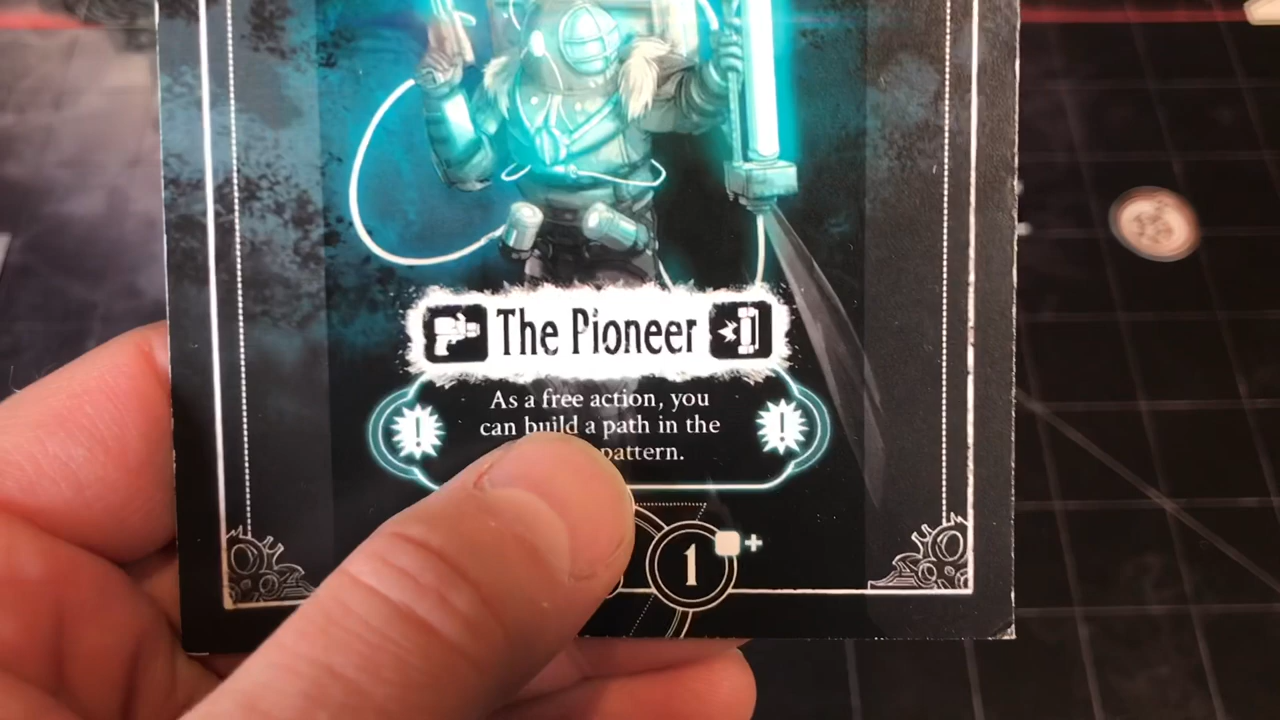 The Pioneer
As a free action, you
can build a path in the
pattern.
1 +